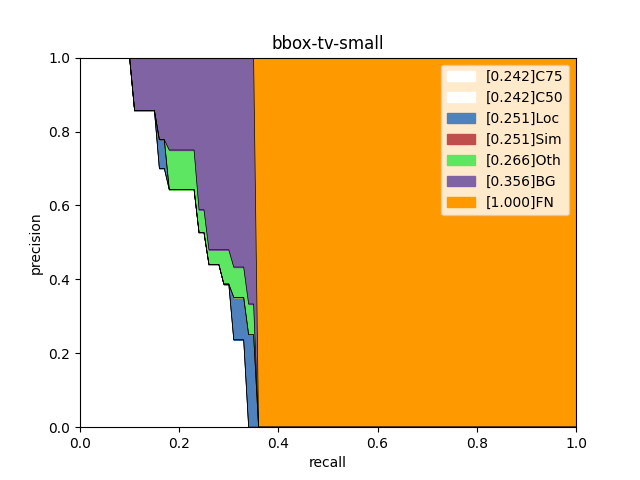 bbox-tv-small
1.0
0.8
0.6
0.4
0.2
0.0
precision
[0.242]C75
[0.242]C50
[0.251]Loc
[0.251]Sim
[0.266]Oth
[0.356]BG
[1.000]FN
0.0 0.2 0.4 0.6 0.8 1.0
recall